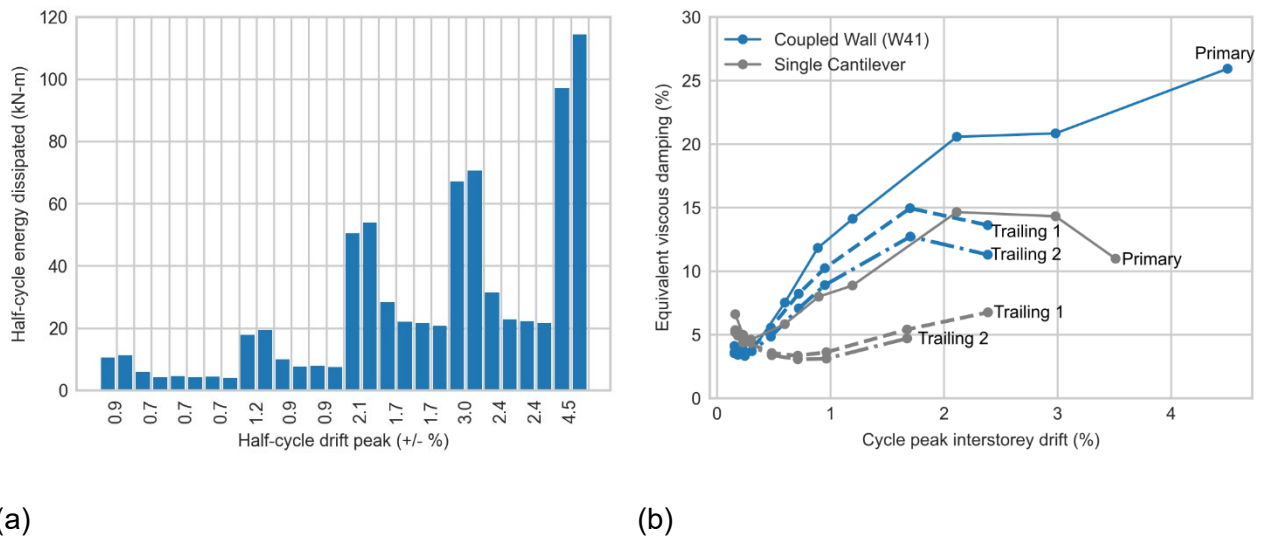 120
100
80
60
40
20
0
Half-cycle energy dissipated (kN-m)
0.9 0.7 0.7 0.7 1.2 0.9 0.9 2.1 1.7 1.7 3.0 2.4 2.4 4.5
Half-cycle drift peak (+/- %)
(a)
30
25
20
15
10
5
0
Equivalent viscous damping (%)
Coupled Wall (W41)
Single Cantilever
Primary
Trailing 1
Trailing 2
Primary
Trailing 1
Trailing 2
0 1 2 3 4
Cycle peak interstorey drift (%)
(b)